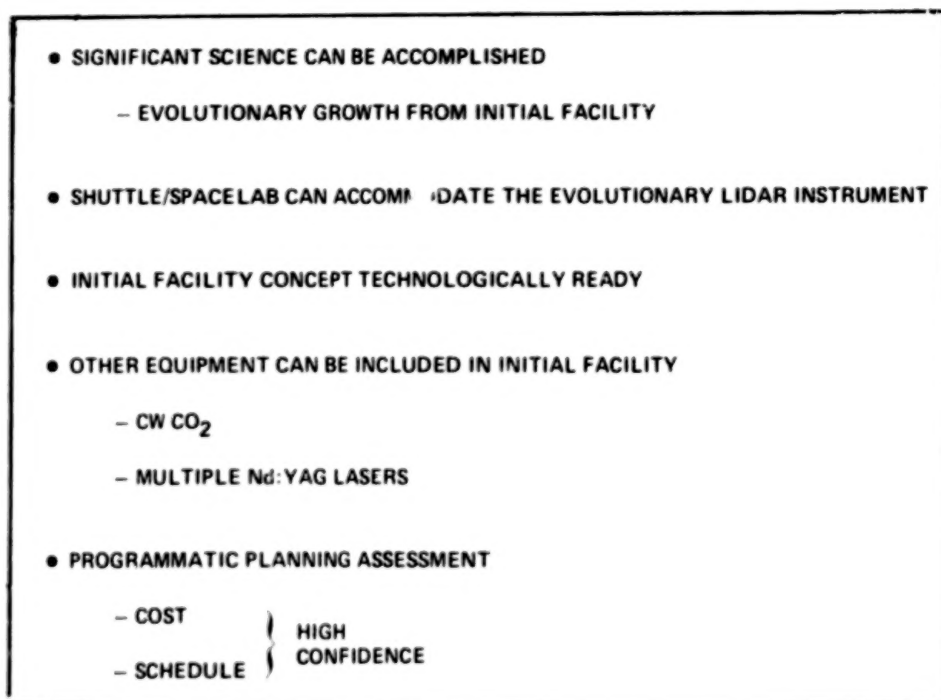 • SIGNIFICANT SCIENCE CAN BE ACCOMPLISHED
– EVOLUTIONARY GROWTH FROM INITIAL FACILITY
• SHUTTLE/SPACELAB CAN ACCOMMODATE THE EVOLUTIONARY LIDAR INSTRUMENT
• INITIAL FACILITY CONCEPT TECHNOLOGICALLY READY
• OTHER EQUIPMENT CAN BE INCLUDED IN INITIAL FACILITY
– CW CO₂
– MULTIPLE Nd:YAG LASERS
• PROGRAMMATIC PLANNING ASSESSMENT
– COST
– SCHEDULE
} HIGH
CONFIDENCE